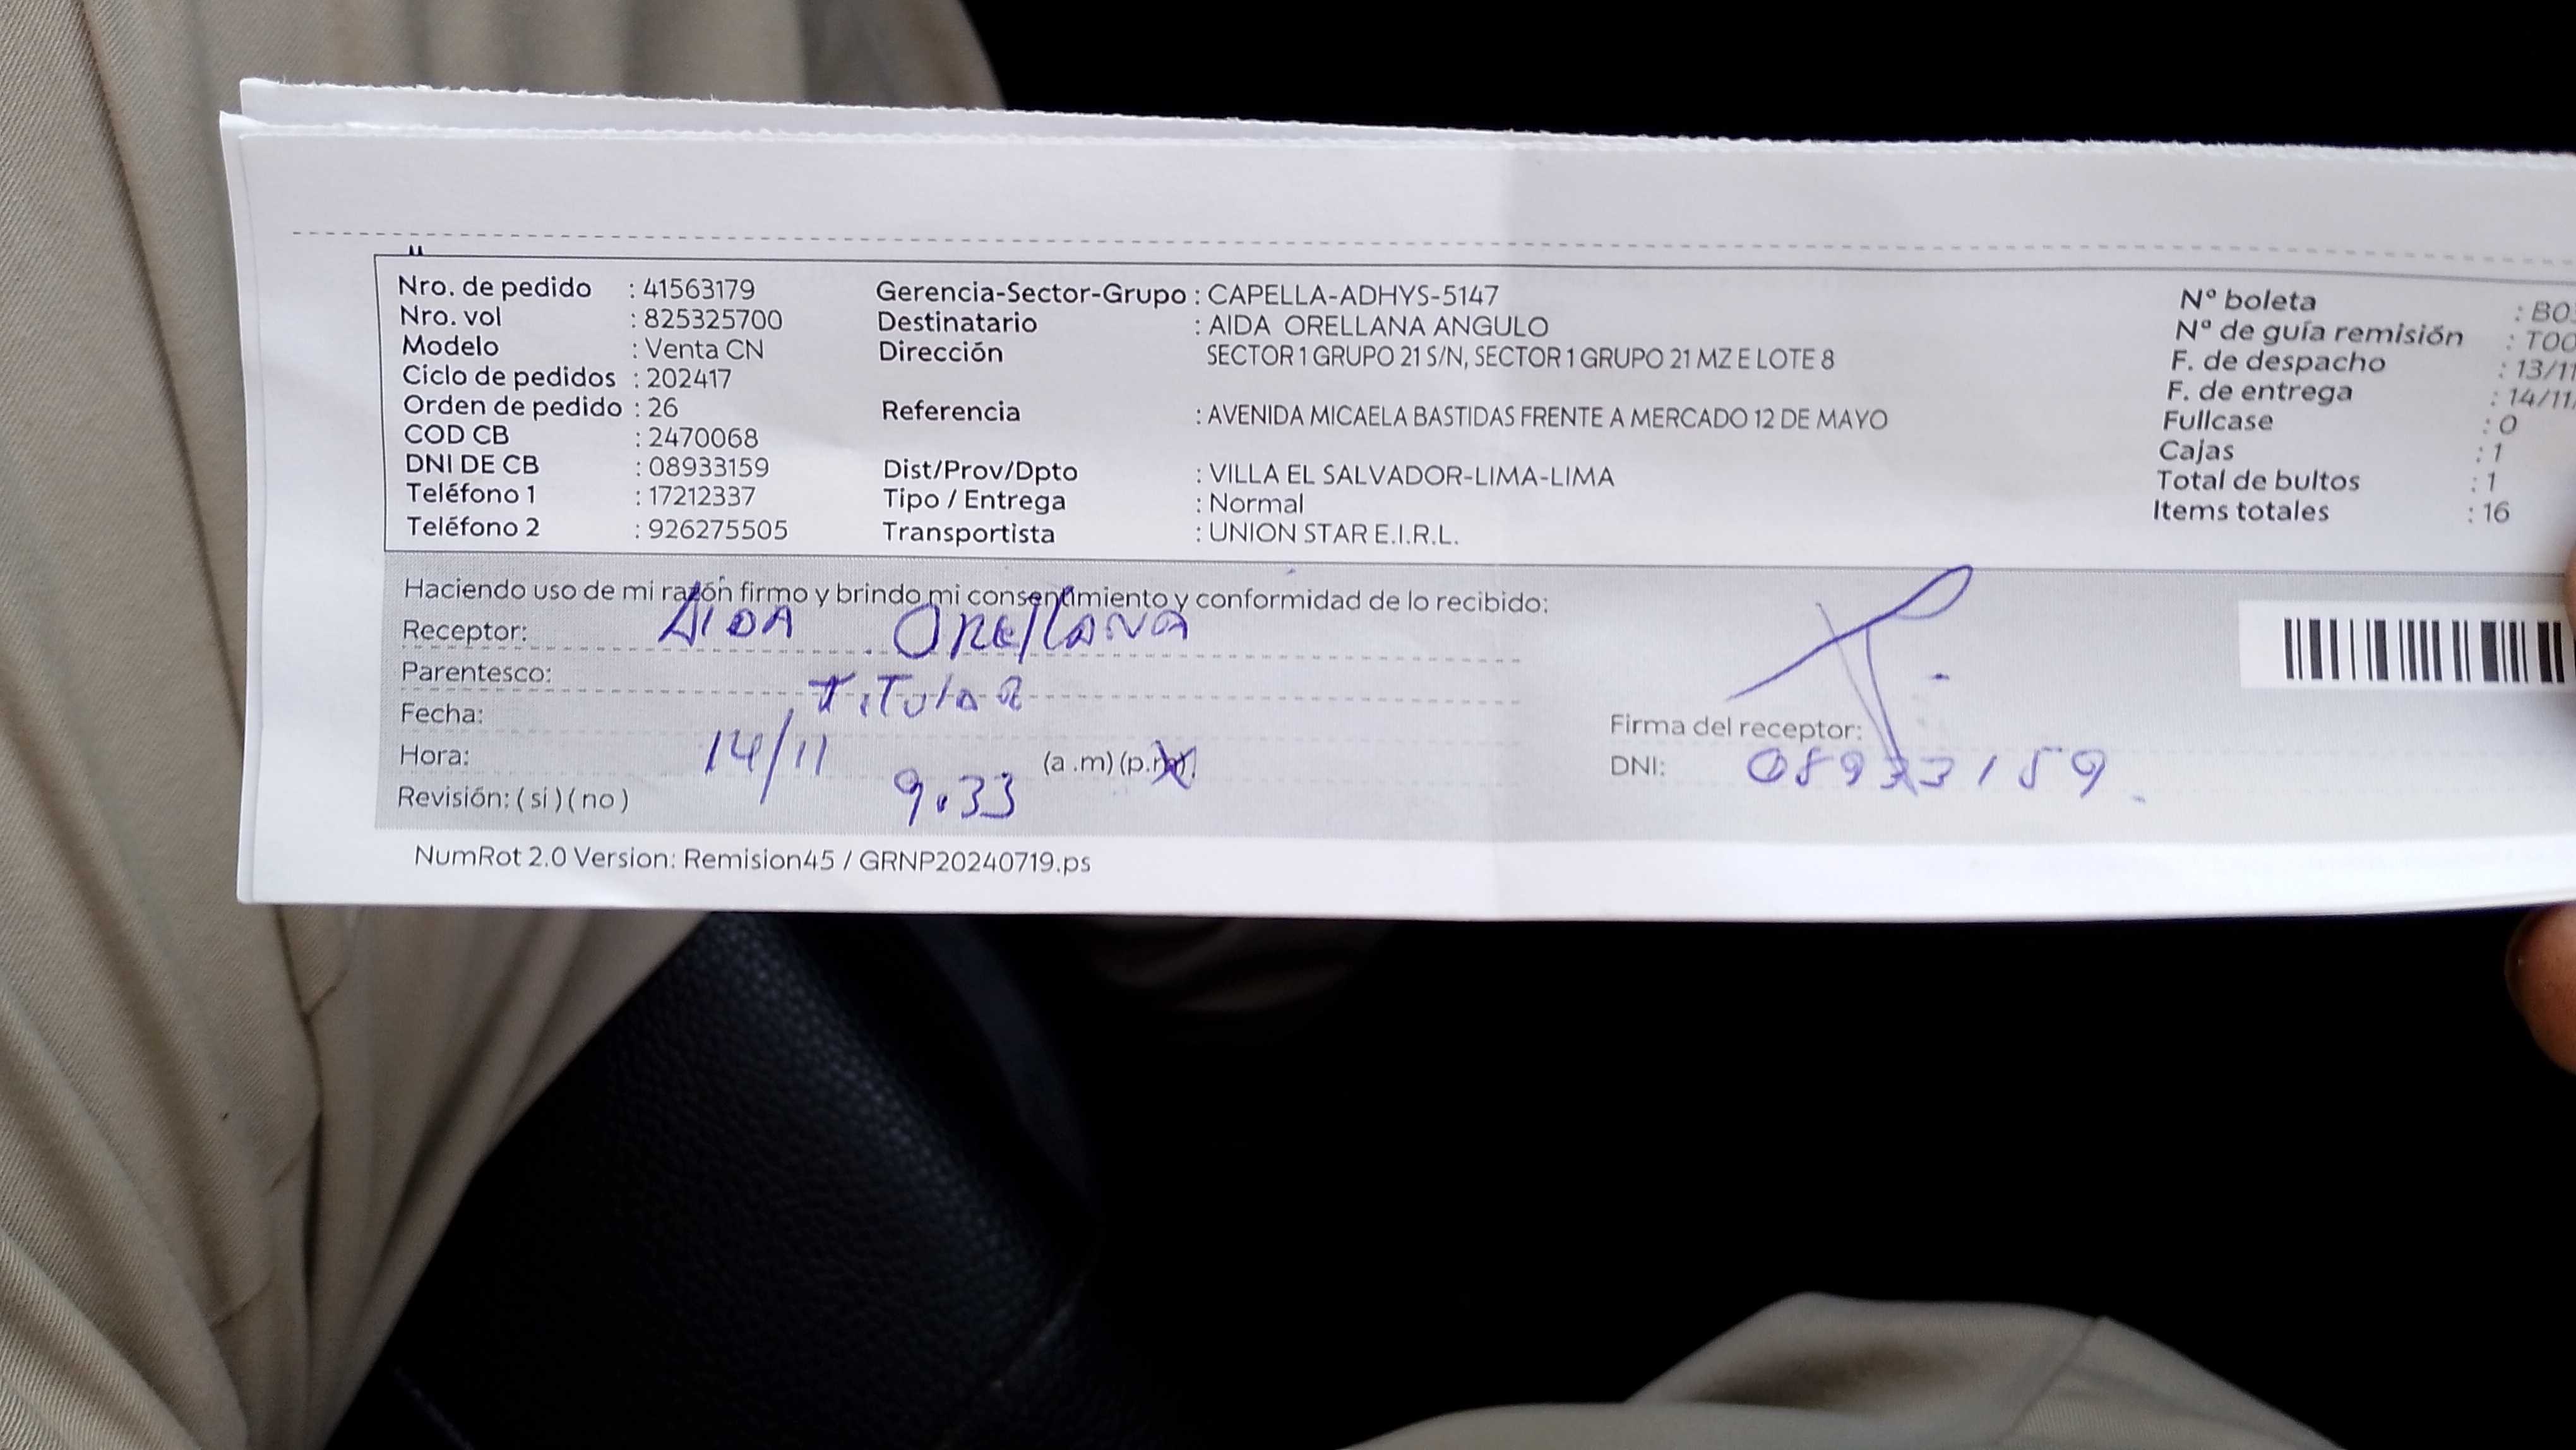 Nro. de pedido : 41563179
Nro. vol : 825325700
Modelo : Venta CN
Ciclo de pedidos : 202417
Orden de pedido : 26
COD CB : 2470068
DNI DE CB : 08933159
Teléfono 1 : 17212337
Teléfono 2 : 926275505
Gerencia-Sector-Grupo : CAPELLA-ADHYS-5147
Destinatario : AIDA ORELLANA ANGULO
Dirección SECTOR 1 GRUPO 21 S/N, SECTOR 1 GRUPO 21 MZ E LOTE 8
Referencia : AVENIDA MICAELA BASTIDAS FRENTE A MERCADO 12 DE MAYO
Dist/Prov/Dpto : VILLA EL SALVADOR-LIMA-LIMA
Tipo / Entrega : Normal
Transportista : UNION STAR E.I.R.L.
Nº boleta : B0
Nº de guía remisión : T00
F. de despacho : 13/11
F. de entrega : 14/11/
Fullcase : 0
Cajas : 1
Total de bultos : 1
Items totales : 16
Haciendo uso de mi razón firmo y brindo mi consentimiento y conformidad de lo recibido:
Receptor: AIDA Orellana
Parentesco: Titular
Fecha: 14/11
Hora: 9.33 (a .m) (p.m)
Revisión: ( si ) ( no )
Firma del receptor:
DNI: 08933159
NumRot 2.0 Version: Remision45 / GRNP20240719.ps